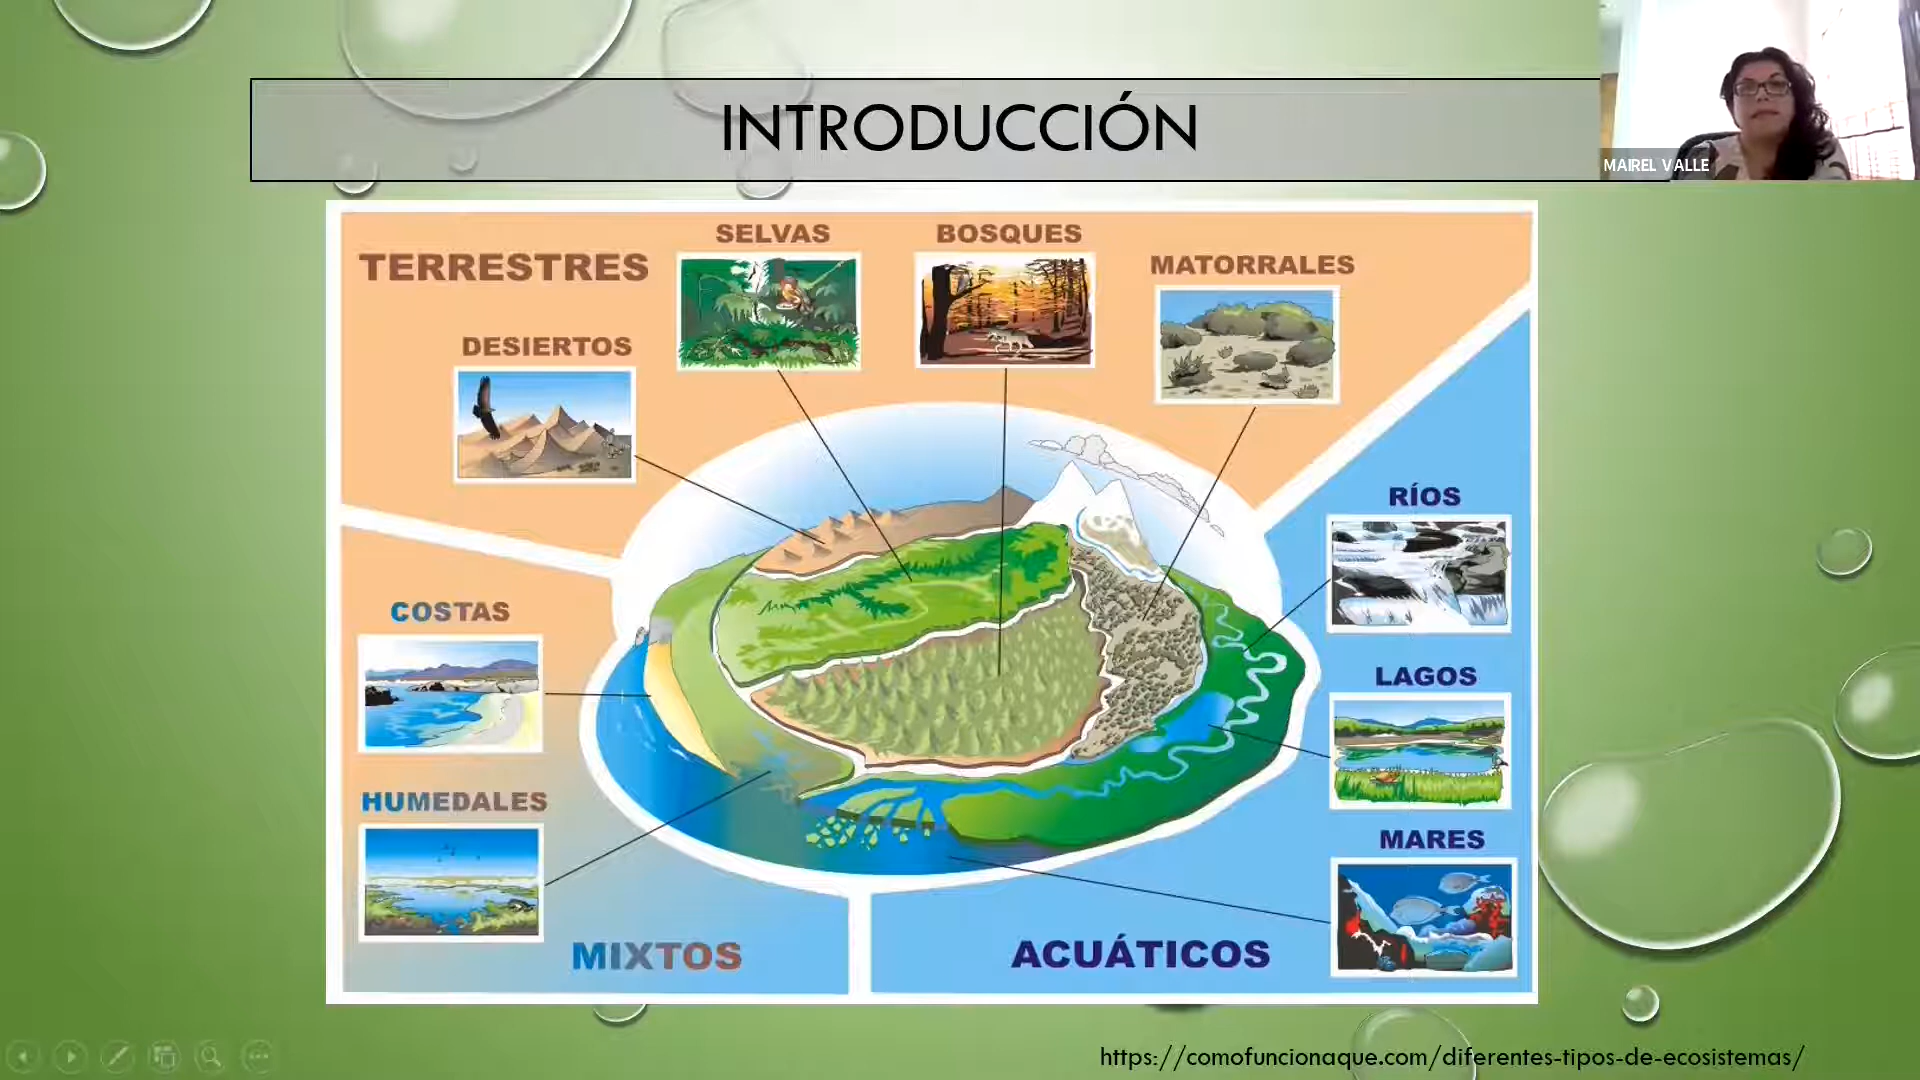 INTRODUCCIÓN
MAIREL VALLE
TERRESTRES
SELVAS
BOSQUES
MATORRALES
DESIERTOS
RÍOS
COSTAS
LAGOS
HUMEDALES
MARES
MIXTOS
ACUÁTICOS
https://comofuncionaque.com/diferentes-tipos-de-ecosistemas/